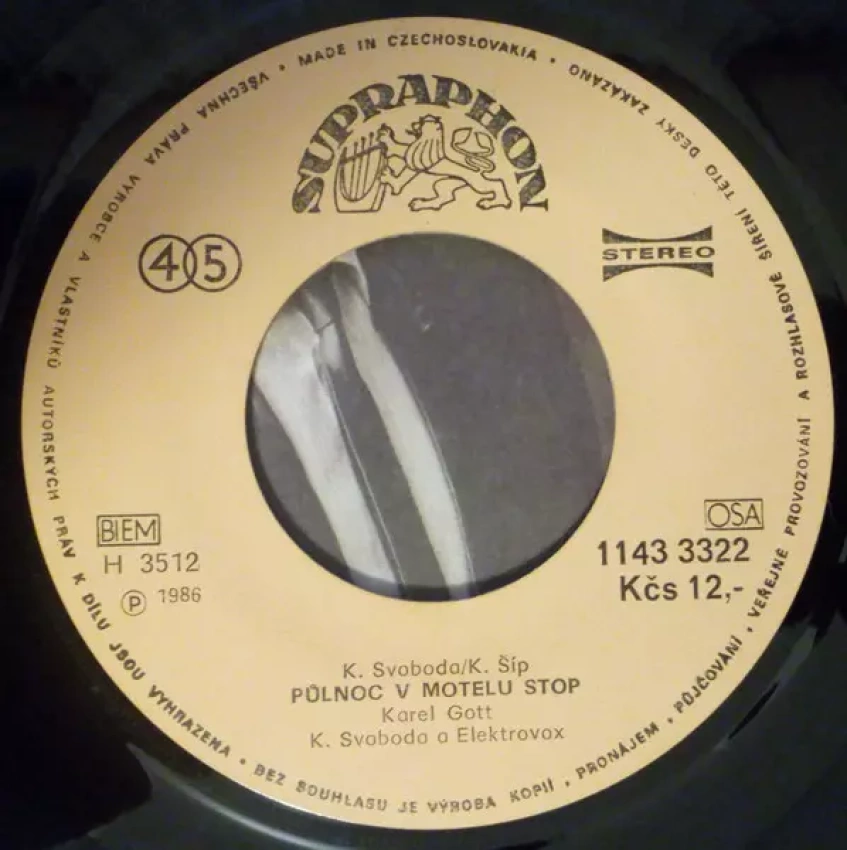 MADE IN CZECHOSLOVAKIA •
VŠECHNA PRÁVA VÝROBCE A VLASTNÍKŮ AUTORSKÝCH PRÁV K DÍLU JSOU VYHRAZENA • BEZ SOUHLASU JE VÝROBA KOPIÍ, PRONÁJEM, PŮJČOVÁNÍ, VEŘEJNÉ PROVOZOVÁNÍ A ROZHLASOVÉ ŠÍŘENÍ TÉTO DESKY ZAKÁZÁNO •
SUPRAPHON
45
STEREO
BIEM
H 3512
Ⓟ 1986
OSA
1143 3322
Kčs 12,-
K. Svoboda/K. Šíp
PŮLNOC V MOTELU STOP
Karel Gott
K. Svoboda a Elektrovox